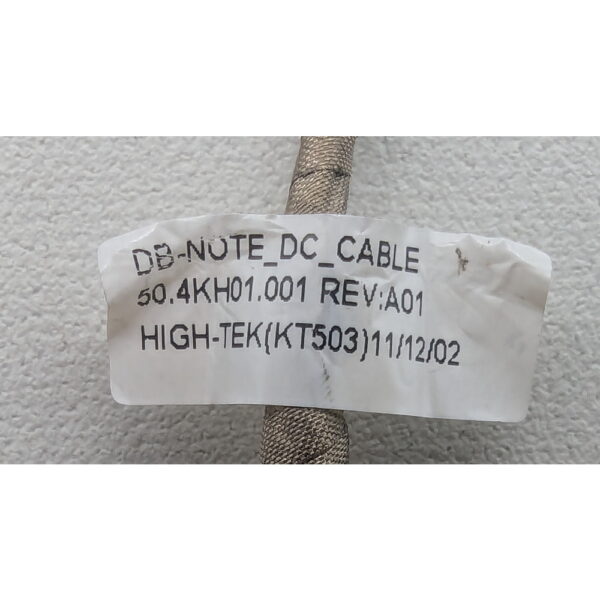 DB-NOTE_DC_CABLE
50.4KH01.001 REV:A01
HIGH-TEK(KT503)11/12/02